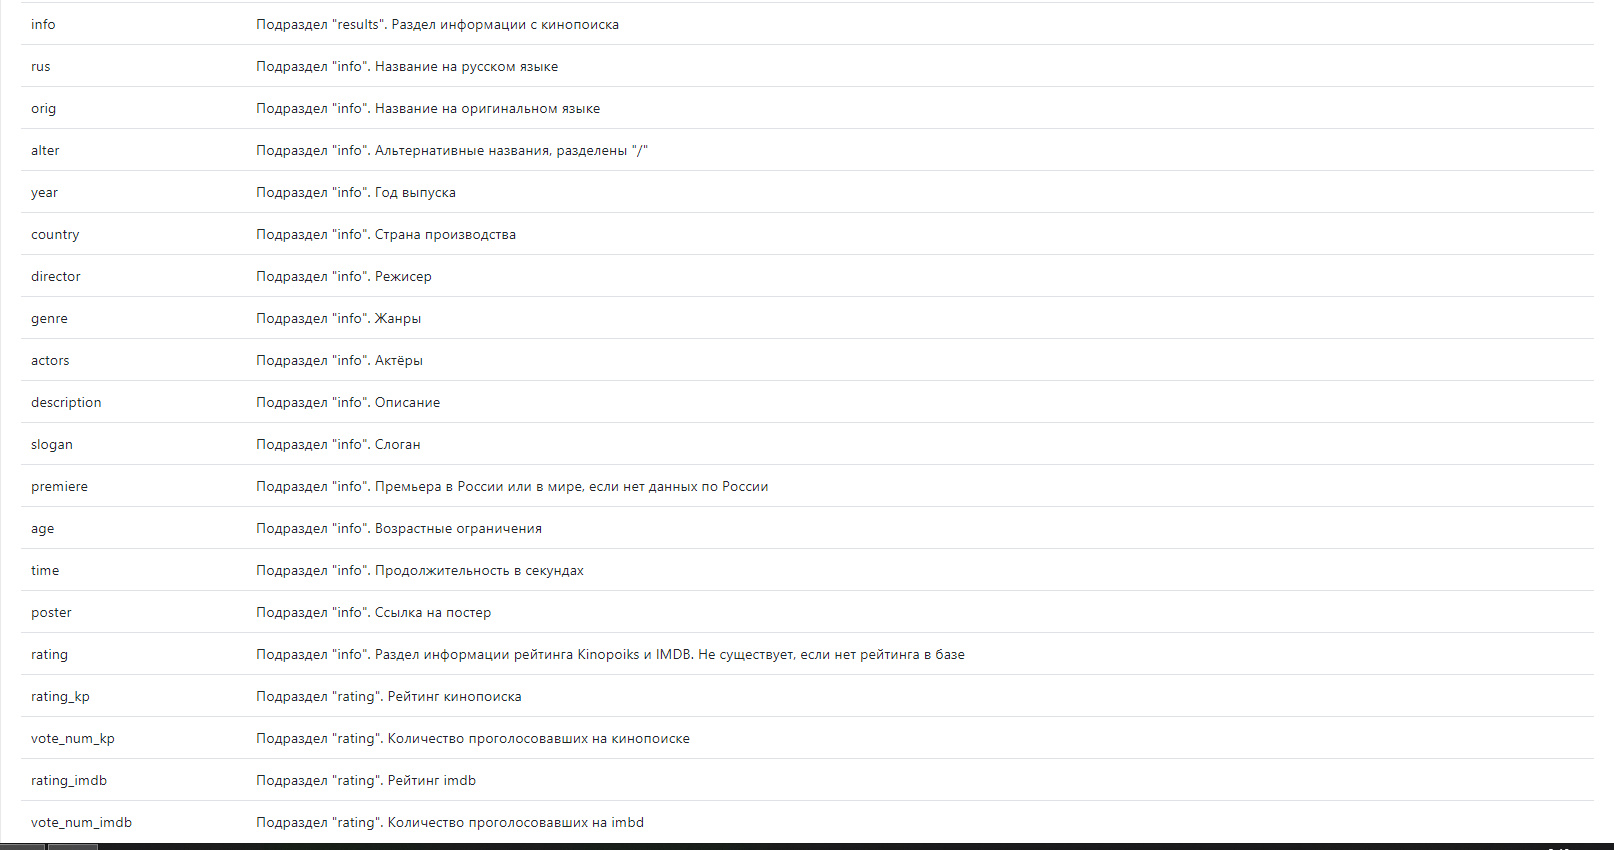 info Подраздел "results". Раздел информации с кинопоиска
rus Подраздел "info". Название на русском языке
orig Подраздел "info". Название на оригинальном языке
alter Подраздел "info". Альтернативные названия, разделены "/"
year Подраздел "info". Год выпуска
country Подраздел "info". Страна производства
director Подраздел "info". Режисер
genre Подраздел "info". Жанры
actors Подраздел "info". Актёры
description Подраздел "info". Описание
slogan Подраздел "info". Слоган
premiere Подраздел "info". Премьера в России или в мире, если нет данных по России
age Подраздел "info". Возрастные ограничения
time Подраздел "info". Продолжительность в секундах
poster Подраздел "info". Ссылка на постер
rating Подраздел "info". Раздел информации рейтинга Kinopoiks и IMDB. Не существует, если нет рейтинга в базе
rating_kp Подраздел "rating". Рейтинг кинопоиска
vote_num_kp Подраздел "rating". Количество проголосовавших на кинопоиске
rating_imdb Подраздел "rating". Рейтинг imdb
vote_num_imdb Подраздел "rating". Количество проголосовавших на imbd